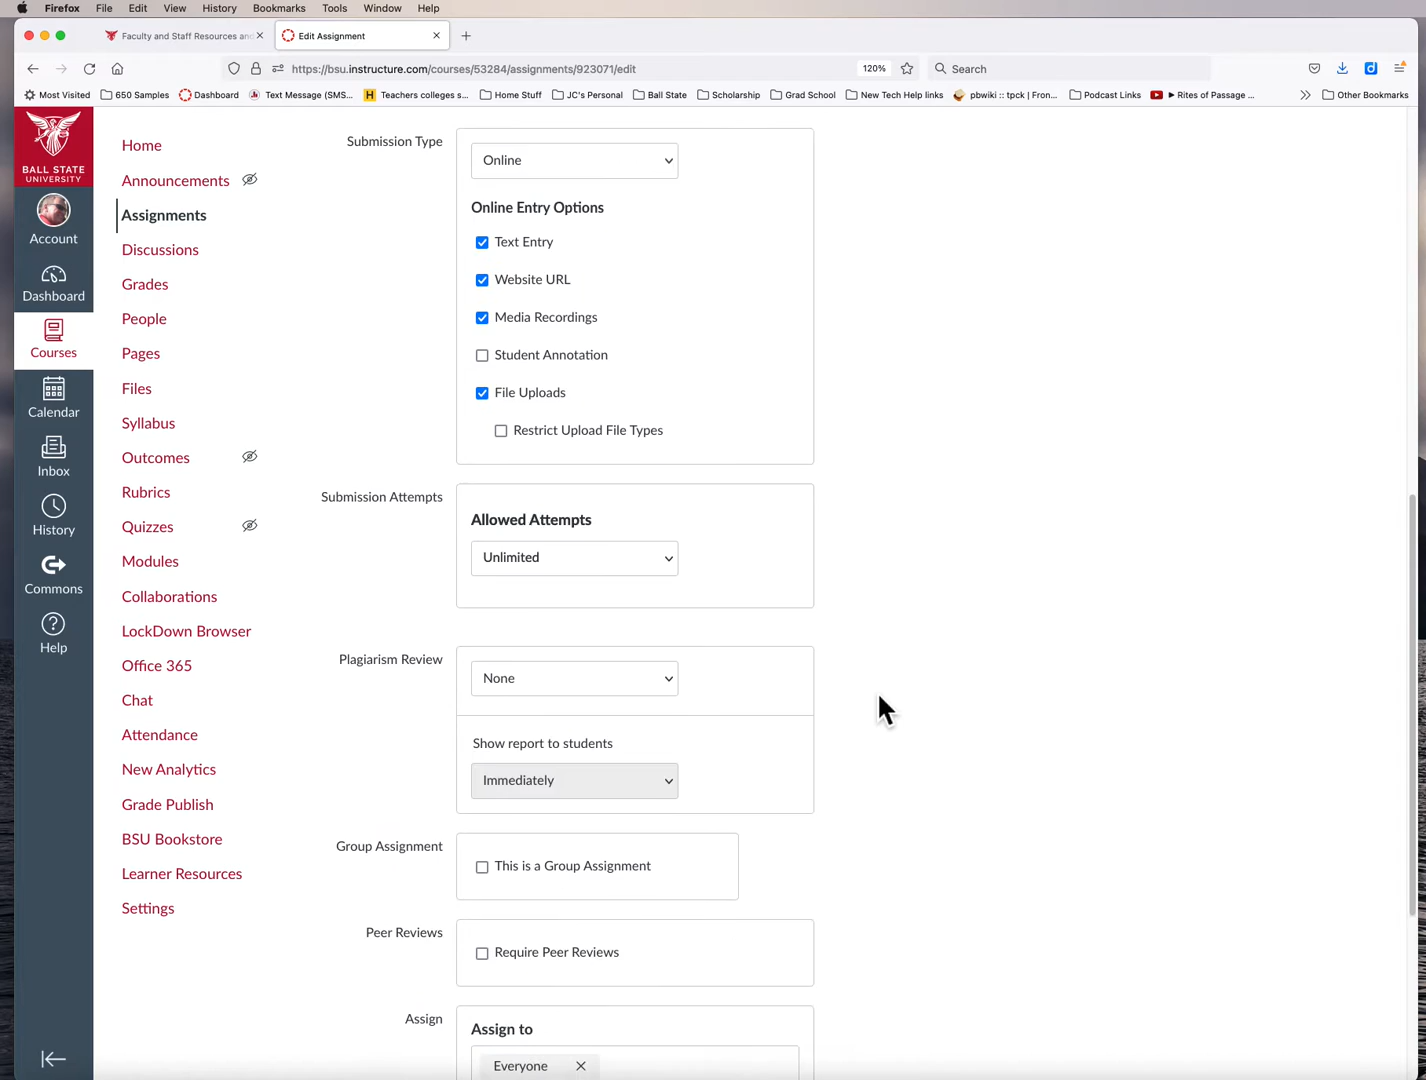 Firefox File Edit View History Bookmarks Tools Window Help
Faculty and Staff Resources an
Edit Assignment
https://bsu.instructure.com/courses/53284/assignments/923071/edit
120%
Search
Most Visited
650 Samples
Dashboard
Text Message (SMS...
Teachers colleges s...
Home Stuff
JC's Personal
Ball State
Scholarship
Grad School
New Tech Help links
pbwiki :: tpck | Fron...
Podcast Links
► Rites of Passage ...
Other Bookmarks
BALL STATE
UNIVERSITY
Account
Dashboard
Courses
Calendar
Inbox
History
Commons
Help
Home
Announcements
Assignments
Discussions
Grades
People
Pages
Files
Syllabus
Outcomes
Rubrics
Quizzes
Modules
Collaborations
LockDown Browser
Office 365
Chat
Attendance
New Analytics
Grade Publish
BSU Bookstore
Learner Resources
Settings
Submission Type
Online
Online Entry Options
Text Entry
Website URL
Media Recordings
Student Annotation
File Uploads
Restrict Upload File Types
Submission Attempts
Allowed Attempts
Unlimited
Plagiarism Review
None
Show report to students
Immediately
Group Assignment
This is a Group Assignment
Peer Reviews
Require Peer Reviews
Assign
Assign to
Everyone